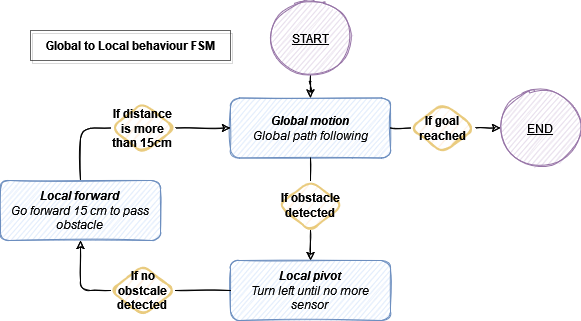 START
Global to Local behaviour FSM
If distance
is more
than 15cm
Global motion
Global path following
If goal
reached
END
Local forward
Go forward 15 cm to pass
obstacle
If obstacle
detected
If no
obstcale
detected
Local pivot
Turn left until no more
sensor